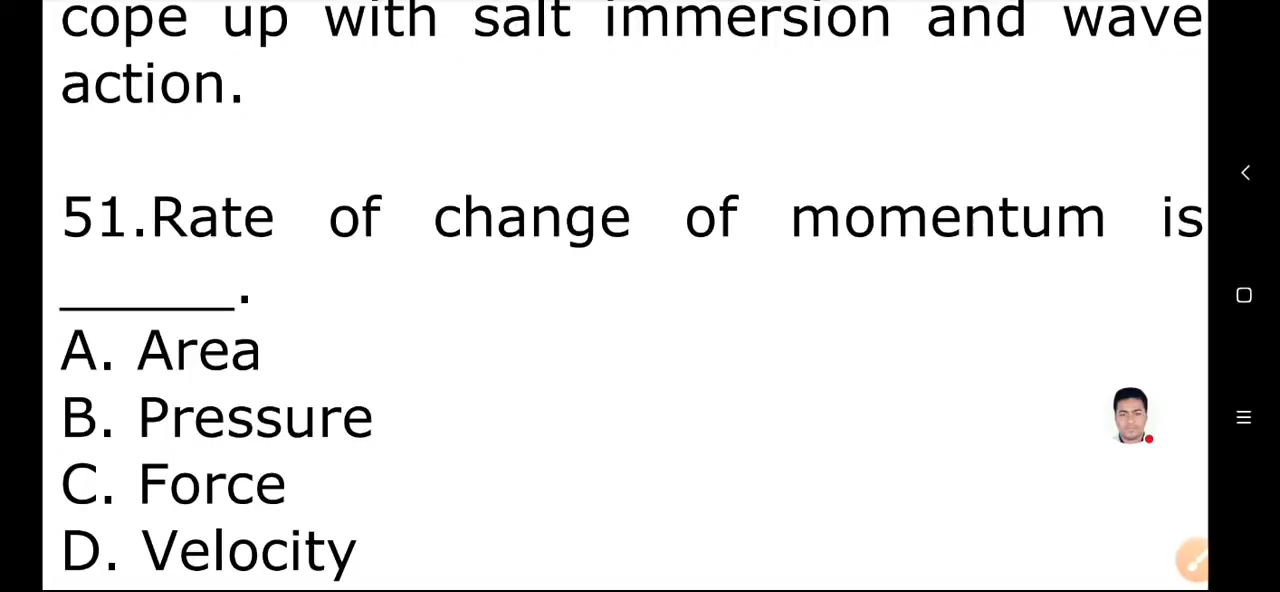 cope up with salt immersion and wave
action.
51.Rate of change of momentum is
______.
A. Area
B. Pressure
C. Force
D. Velocity